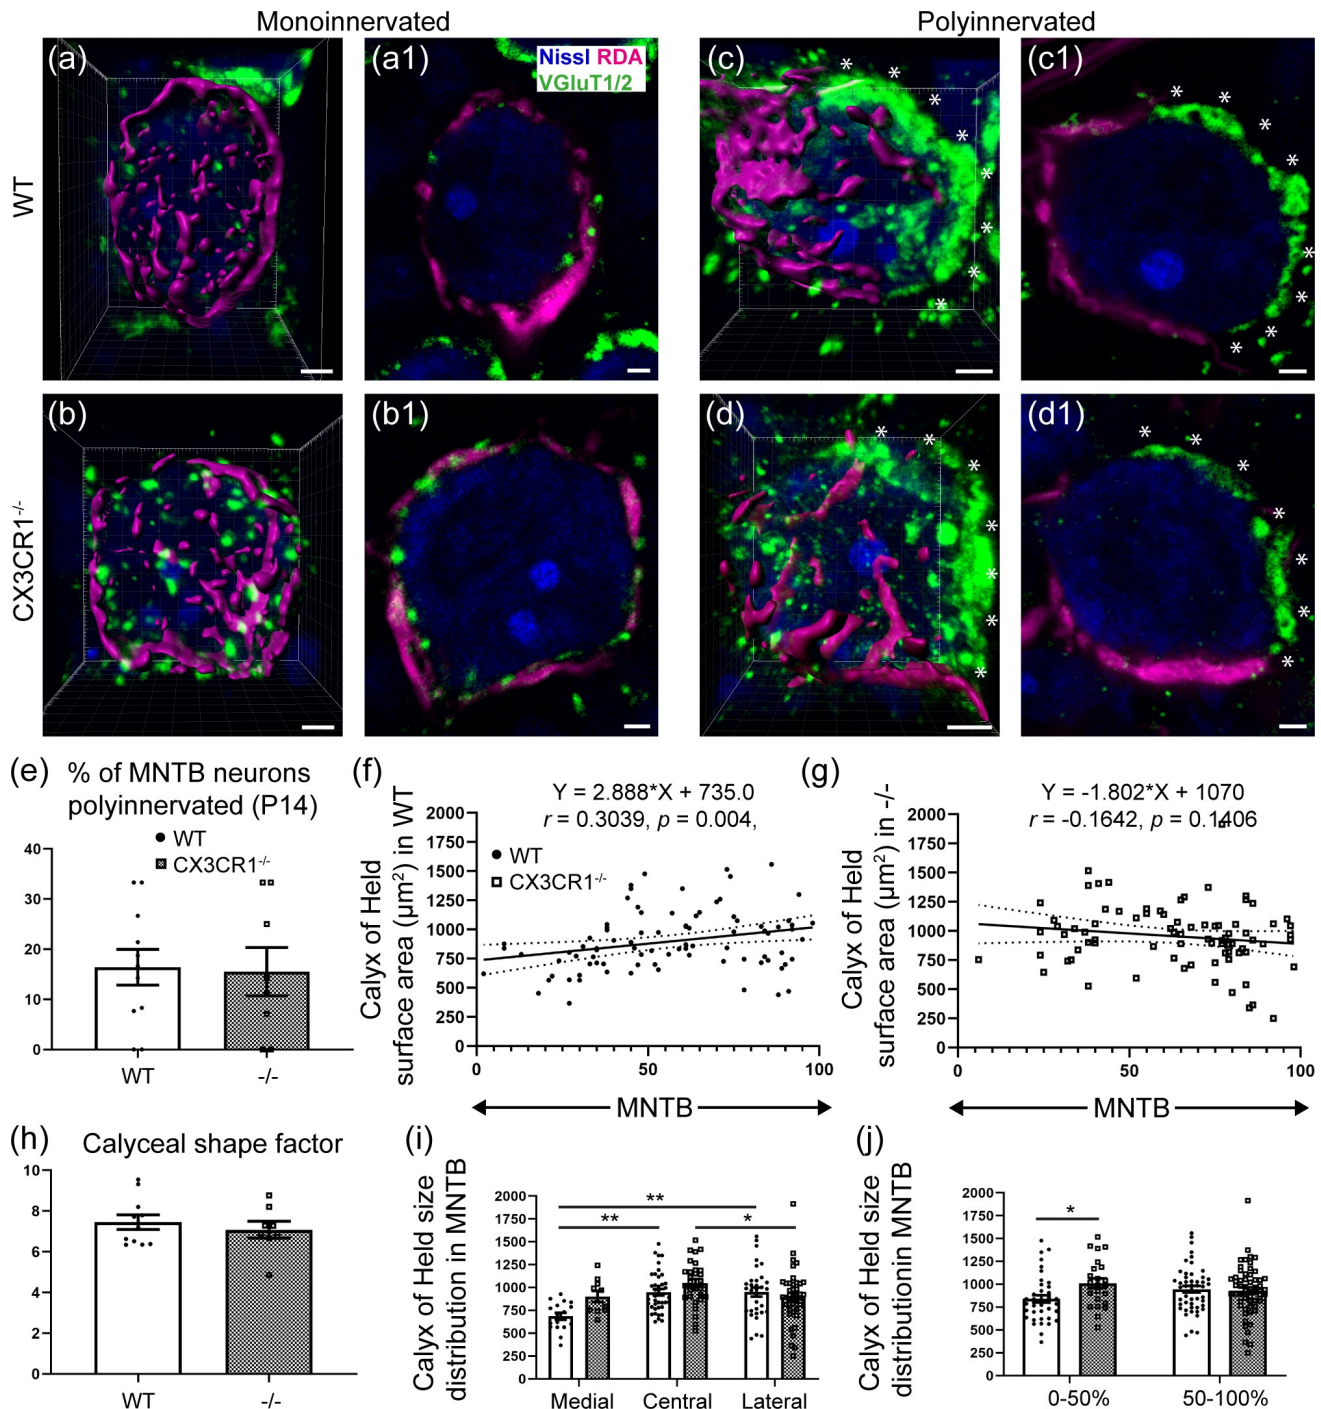 Monoinnervated
Polyinnervated
(a)
(a1)
Nissl RDA
VGluT1/2
(c)
(c1)
WT
(b)
(b1)
(d)
(d1)
CX3CR1-/-
(e)
% of MNTB neurons
polyinnervated (P14)
WT
CX3CR1-/-
40
30
20
10
0
WT
-/-
(f)
Y = 2.888*X + 735.0
r = 0.3039, p = 0.004,
Calyx of Held
surface area (µm2) in WT
WT
CX3CR1-/-
2000
1750
1500
1250
1000
750
500
250
0
0
50
100
MNTB
(g)
Y = -1.802*X + 1070
r = -0.1642, p = 0.1406
Calyx of Held
surface area (µm2) in -/-
2000
1750
1500
1250
1000
750
500
250
0
0
50
100
MNTB
(h)
Calyceal shape factor
10
8
6
4
2
0
WT
-/-
(i)
Calyx of Held size
distribution in MNTB
2000
1750
1500
1250
1000
750
500
250
0
**
**
*
Medial
Central
Lateral
(j)
Calyx of Held size
distributionin MNTB
2000
1750
1500
1250
1000
750
500
250
0
*
0-50%
50-100%